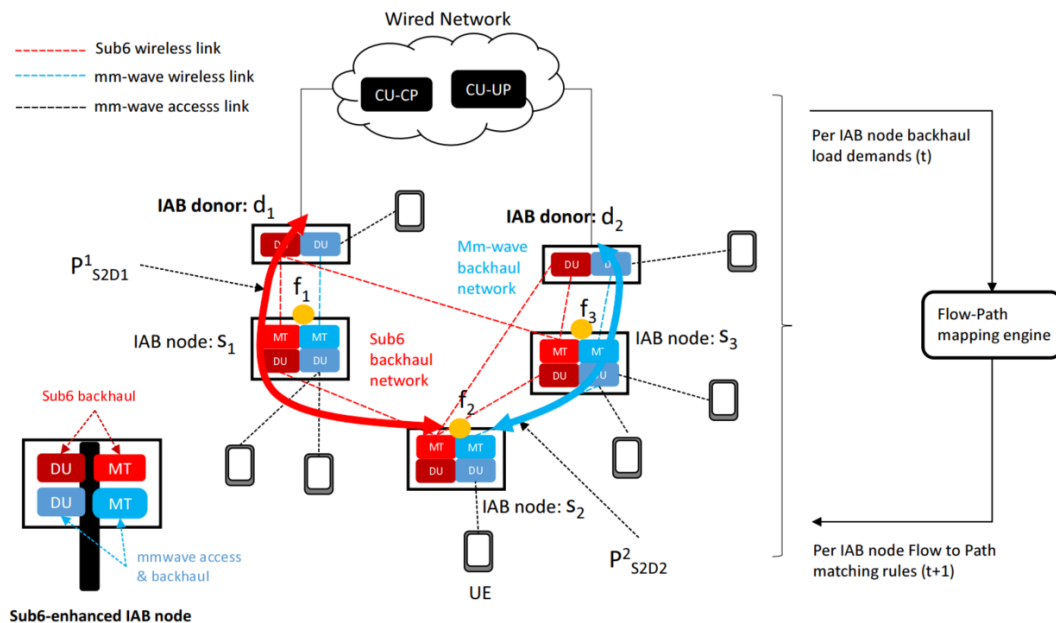 Wired Network
Sub6 wireless link
mm-wave wireless link
mm-wave accesss link
CU-CP
CU-UP
Per IAB node backhaul
load demands (t)
IAB donor: d1
IAB donor: d2
DU
DU
Mm-wave
backhaul
network
DU
DU
P1S2D1
f1
f3
Flow-Path
mapping engine
IAB node: s1
MT
MT
DU
DU
Sub6
backhaul
network
MT
MT
DU
DU
IAB node: s3
f2
Sub6 backhaul
MT
MT
DU
DU
DU
MT
DU
MT
IAB node: s2
mmwave access
& backhaul
P2S2D2
UE
Per IAB node Flow to Path
matching rules (t+1)
Sub6-enhanced IAB node